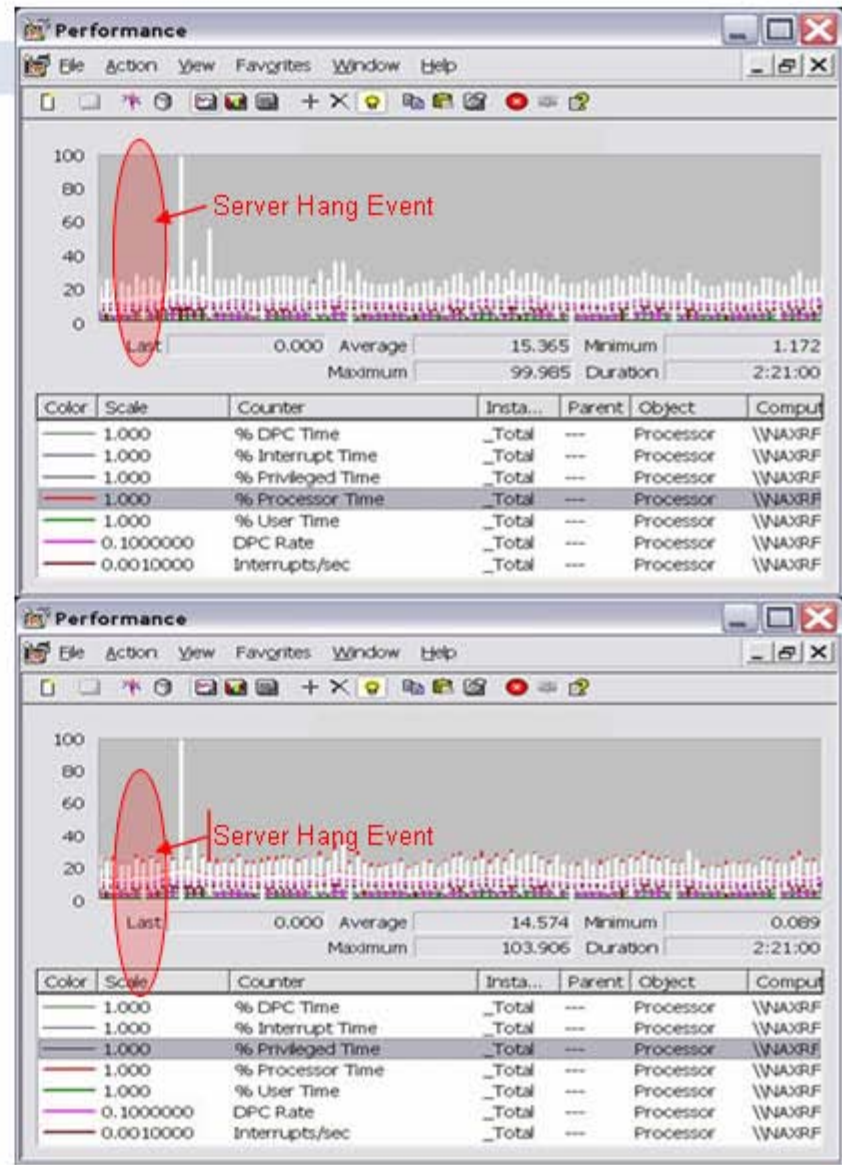 Performance
File Action View Favorites Window Help
100
80
60
40
20
0
Server Hang Event
Last 0.000 Average 15.365 Minimum 1.172
Maximum 99.985 Duration 2:21:00
Color Scale Counter Insta... Parent Object Comput
1.000 % DPC Time _Total --- Processor \\NAXRF
1.000 % Interrupt Time _Total --- Processor \\NAXRF
1.000 % Privileged Time _Total --- Processor \\NAXRF
1.000 % Processor Time _Total --- Processor \\NAXRF
1.000 % User Time _Total --- Processor \\NAXRF
0.1000000 DPC Rate _Total --- Processor \\NAXRF
0.0010000 Interrupts/sec _Total --- Processor \\NAXRF
Performance
File Action View Favorites Window Help
100
80
60
40
20
0
Server Hang Event
Last 0.000 Average 14.574 Minimum 0.089
Maximum 103.906 Duration 2:21:00
Color Scale Counter Insta... Parent Object Comput
1.000 % DPC Time _Total --- Processor \\NAXRF
1.000 % Interrupt Time _Total --- Processor \\NAXRF
1.000 % Privileged Time _Total --- Processor \\NAXRF
1.000 % Processor Time _Total --- Processor \\NAXRF
1.000 % User Time _Total --- Processor \\NAXRF
0.1000000 DPC Rate _Total --- Processor \\NAXRF
0.0010000 Interrupts/sec _Total --- Processor \\NAXRF